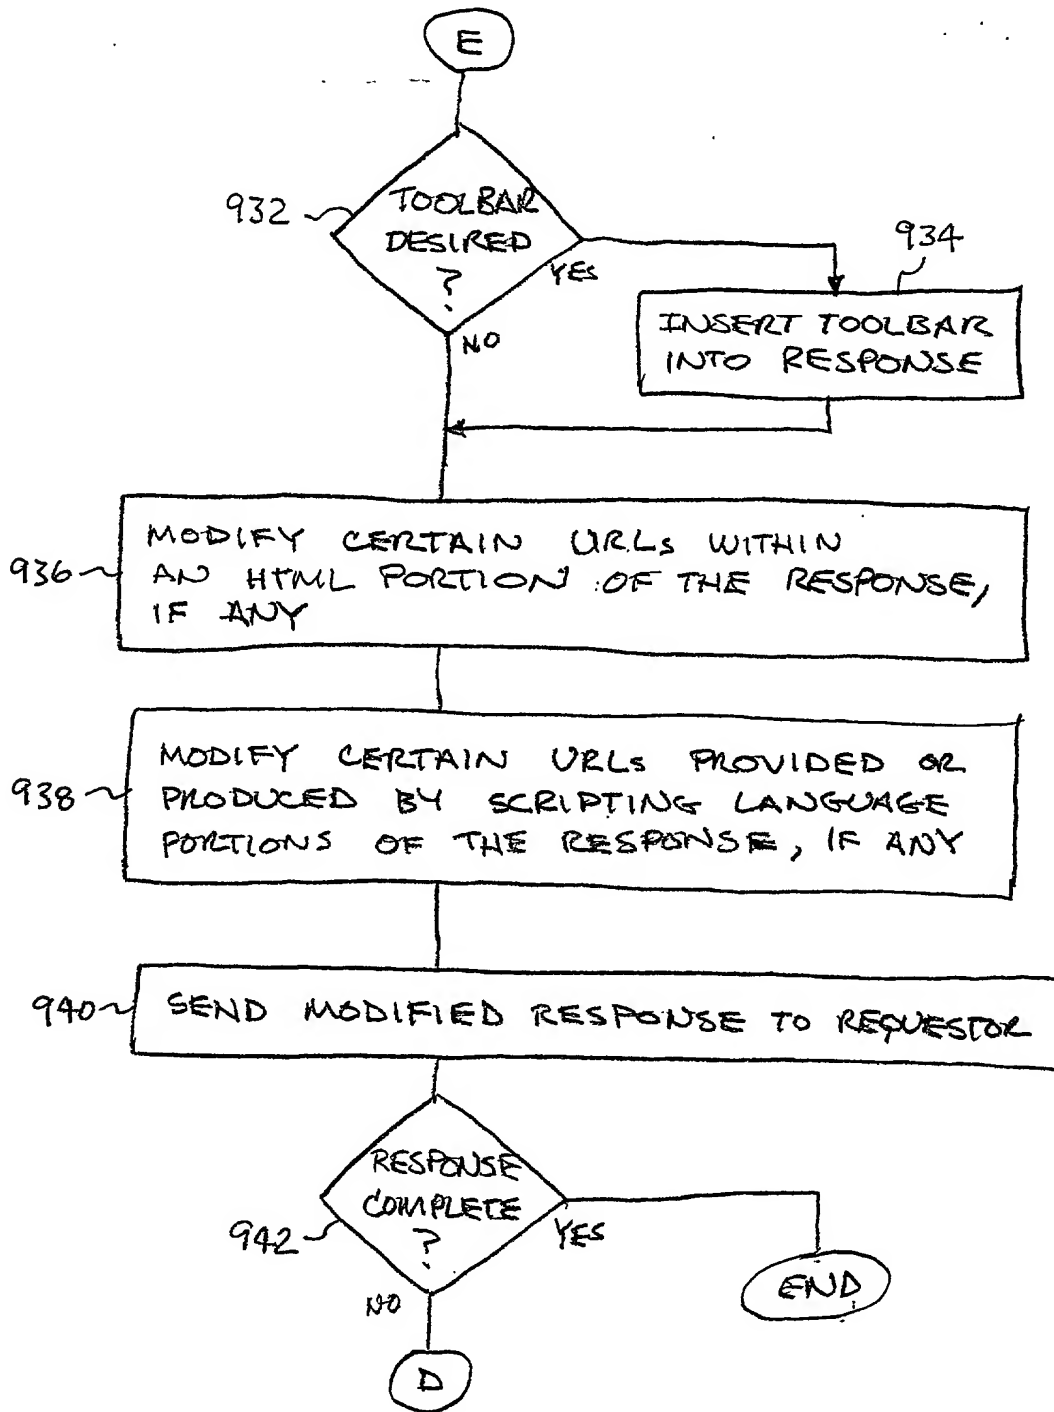 E
932
TOOLBAR
DESIRED
?
YES
NO
934
INSERT TOOLBAR
INTO RESPONSE
936
MODIFY CERTAIN URLs WITHIN
AN HTML PORTION OF THE RESPONSE,
IF ANY
938
MODIFY CERTAIN URLs PROVIDED OR
PRODUCED BY SCRIPTING LANGUAGE
PORTIONS OF THE RESPONSE, IF ANY
940
SEND MODIFIED RESPONSE TO REQUESTOR
942
RESPONSE
COMPLETE
?
YES
NO
END
D